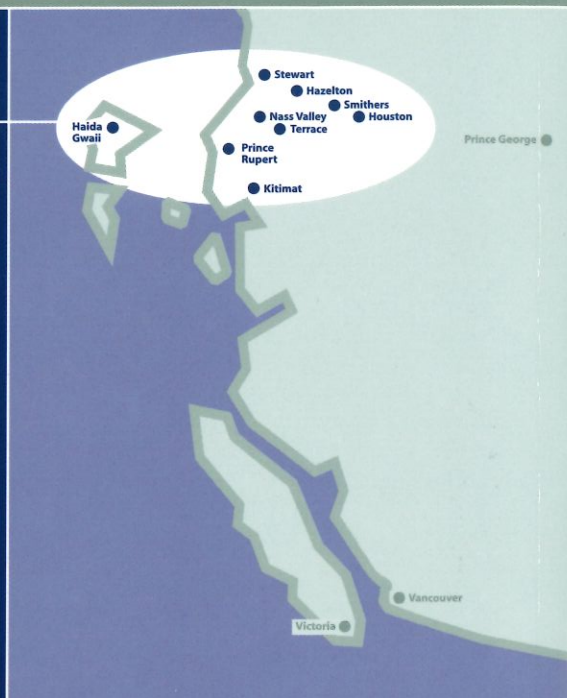 Stewart
Hazelton
Smithers
Nass Valley
Houston
Haida
Gwaii
Terrace
Prince George
Prince
Rupert
Kitimat
Vancouver
Victoria